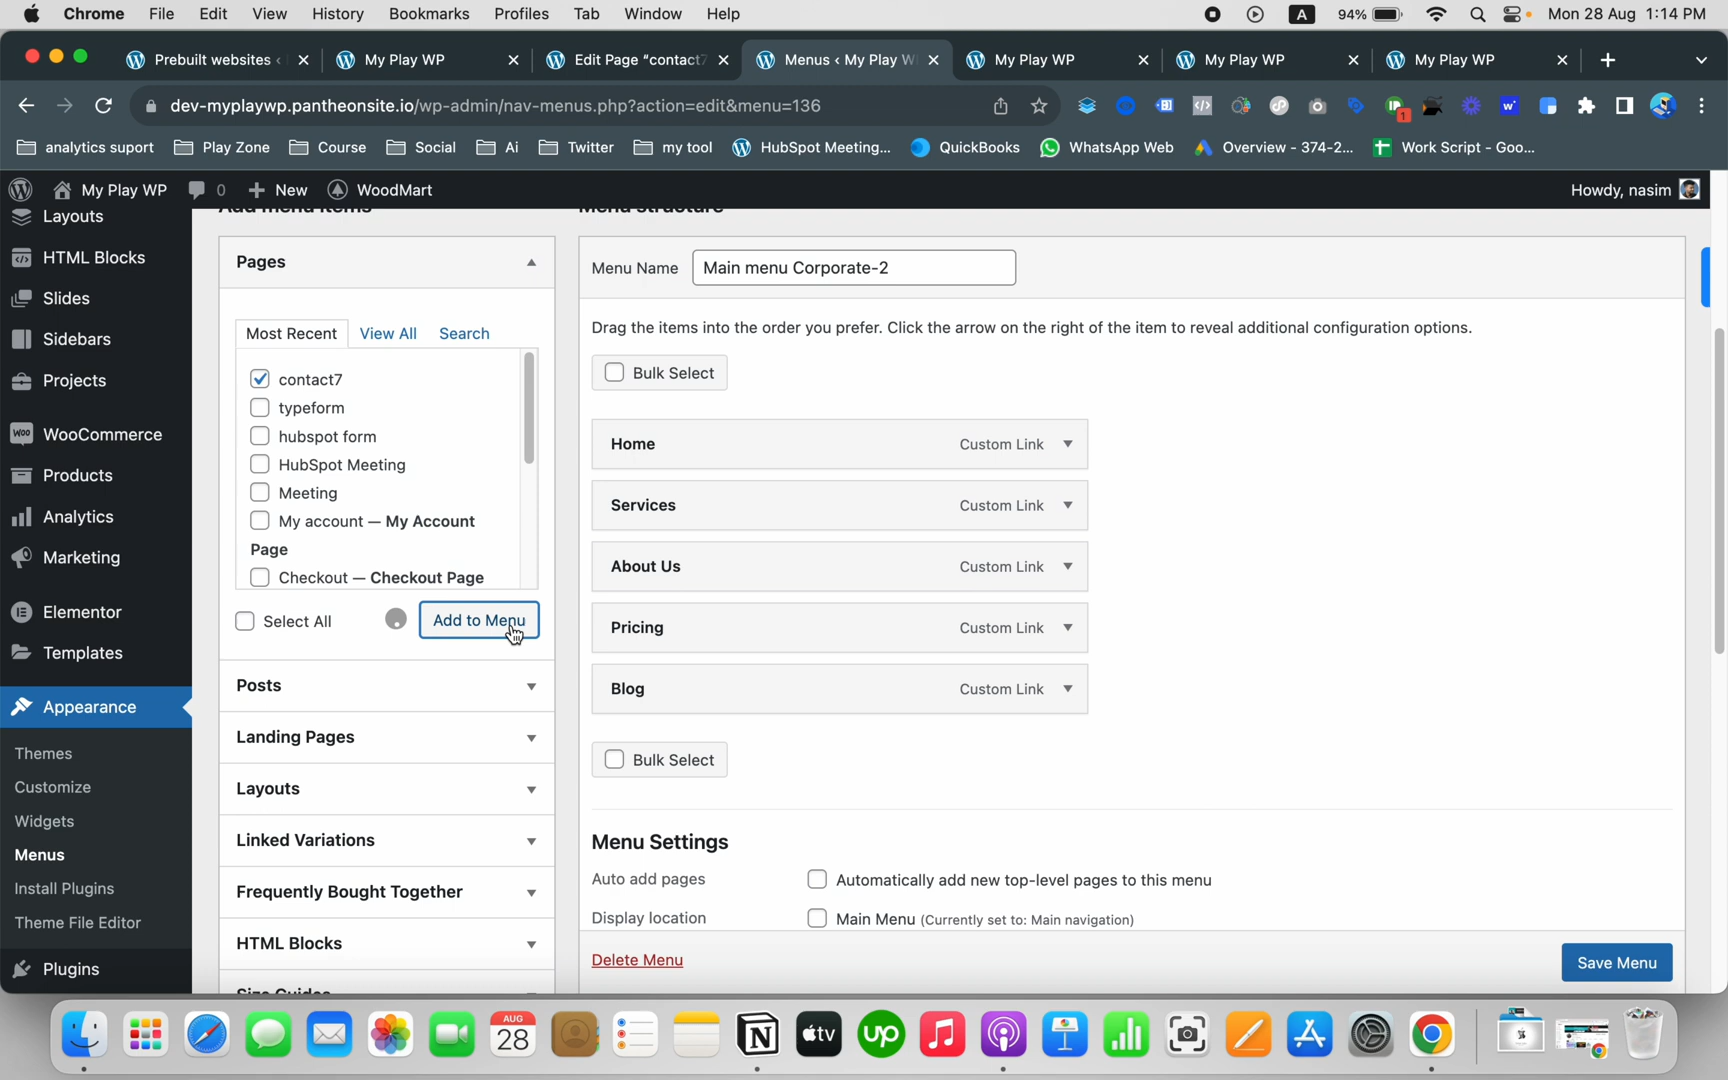 Chrome File Edit View History Bookmarks Profiles Tab Window Help A 94% Mon 28 Aug 1:14 PM
Prebuilt websites ‹ My Play WP Edit Page "contact7 Menus ‹ My Play W My Play WP My Play WP My Play WP
dev-myplaywp.pantheonsite.io/wp-admin/nav-menus.php?action=edit&menu=136
analytics suport Play Zone Course Social Ai Twitter my tool HubSpot Meeting... QuickBooks WhatsApp Web Overview - 374-2... Work Script - Goo...
My Play WP 0 New WoodMart Howdy, nasim
Layouts
HTML Blocks
Slides
Sidebars
Projects
WooCommerce
Products
Analytics
Marketing
Elementor
Templates
Appearance
Themes
Customize
Widgets
Menus
Install Plugins
Theme File Editor
Plugins
Add menu items
Pages
Most Recent View All Search
contact7
typeform
hubspot form
HubSpot Meeting
Meeting
My account — My Account
Page
Checkout — Checkout Page
Select All Add to Menu
Posts
Landing Pages
Layouts
Linked Variations
Frequently Bought Together
HTML Blocks
Size Guides
Menu structure
Menu Name Main menu Corporate-2
Drag the items into the order you prefer. Click the arrow on the right of the item to reveal additional configuration options.
Bulk Select
Home Custom Link
Services Custom Link
About Us Custom Link
Pricing Custom Link
Blog Custom Link
Bulk Select
Menu Settings
Auto add pages Automatically add new top-level pages to this menu
Display location Main Menu (Currently set to: Main navigation)
Delete Menu Save Menu
AUG
28
up
tv